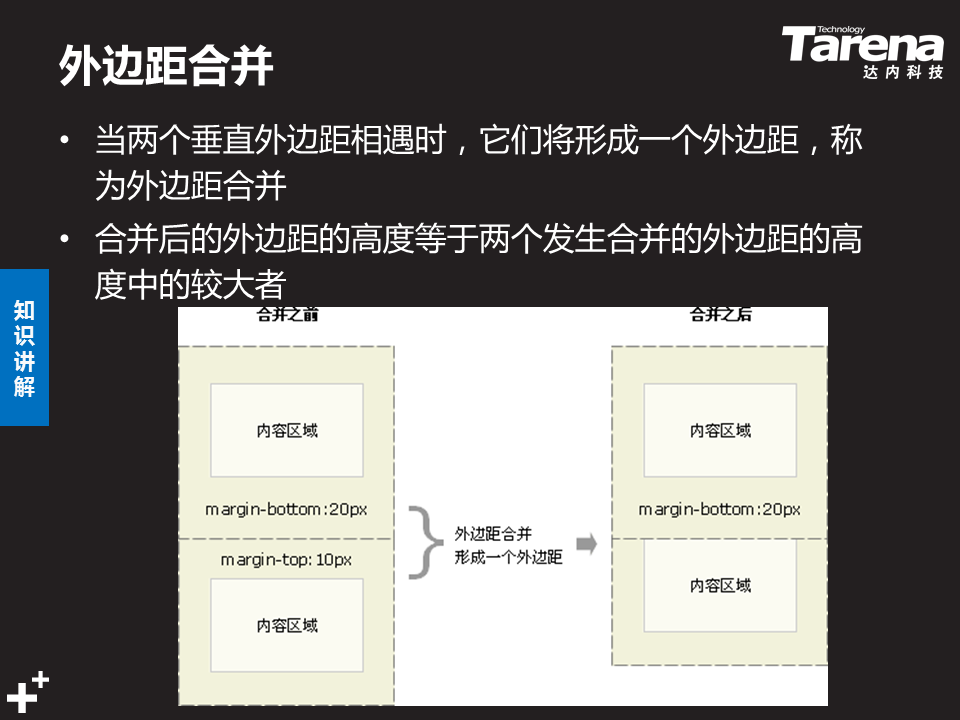 外边距合并
Technology
Tarena
达内科技
• 当两个垂直外边距相遇时，它们将形成一个外边距，称
为外边距合并
• 合并后的外边距的高度等于两个发生合并的外边距的高
度中的较大者
知
识
讲
解
合并之前
合并之后
内容区域
内容区域
margin-bottom:20px
margin-bottom:20px
外边距合并
形成一个外边距
margin-top:10px
内容区域
内容区域